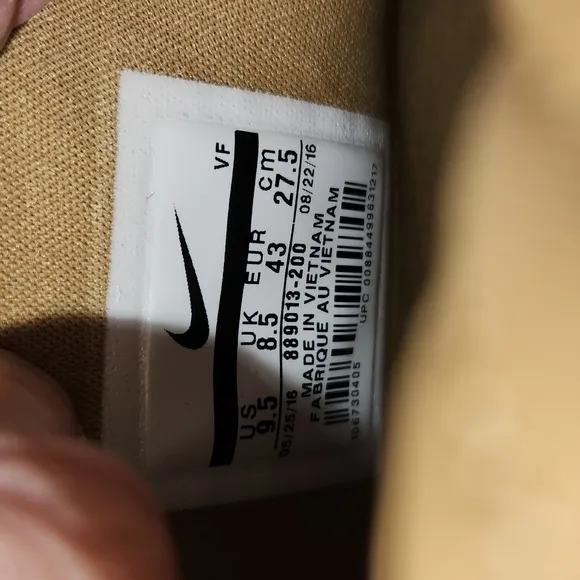 VF
US UK EUR cm
9.5 8.5 43 27.5
05/25/16 889013-200 08/22/16
MADE IN VIETNAM
FABRIQUE AU VIETNAM
106730405 UPC 00884499631217